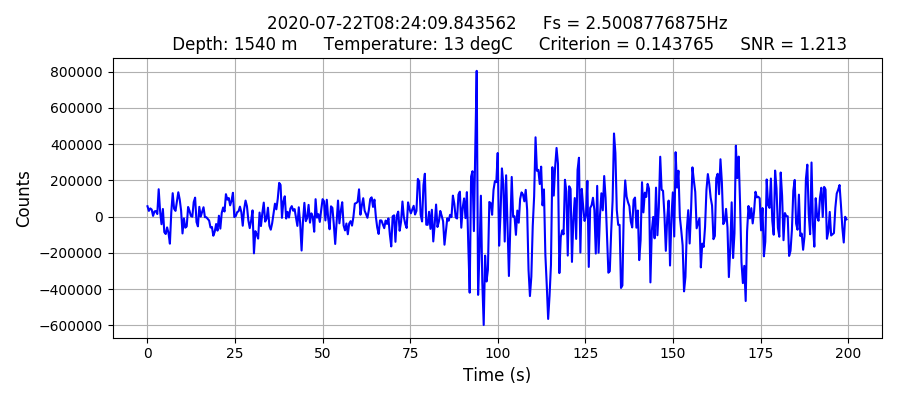 2020-07-22T08:24:09.843562 Fs = 2.5008776875Hz
Depth: 1540 m Temperature: 13 degC Criterion = 0.143765 SNR = 1.213
800000
600000
400000
200000
0
−200000
−400000
−600000
Counts
0 25 50 75 100 125 150 175 200
Time (s)